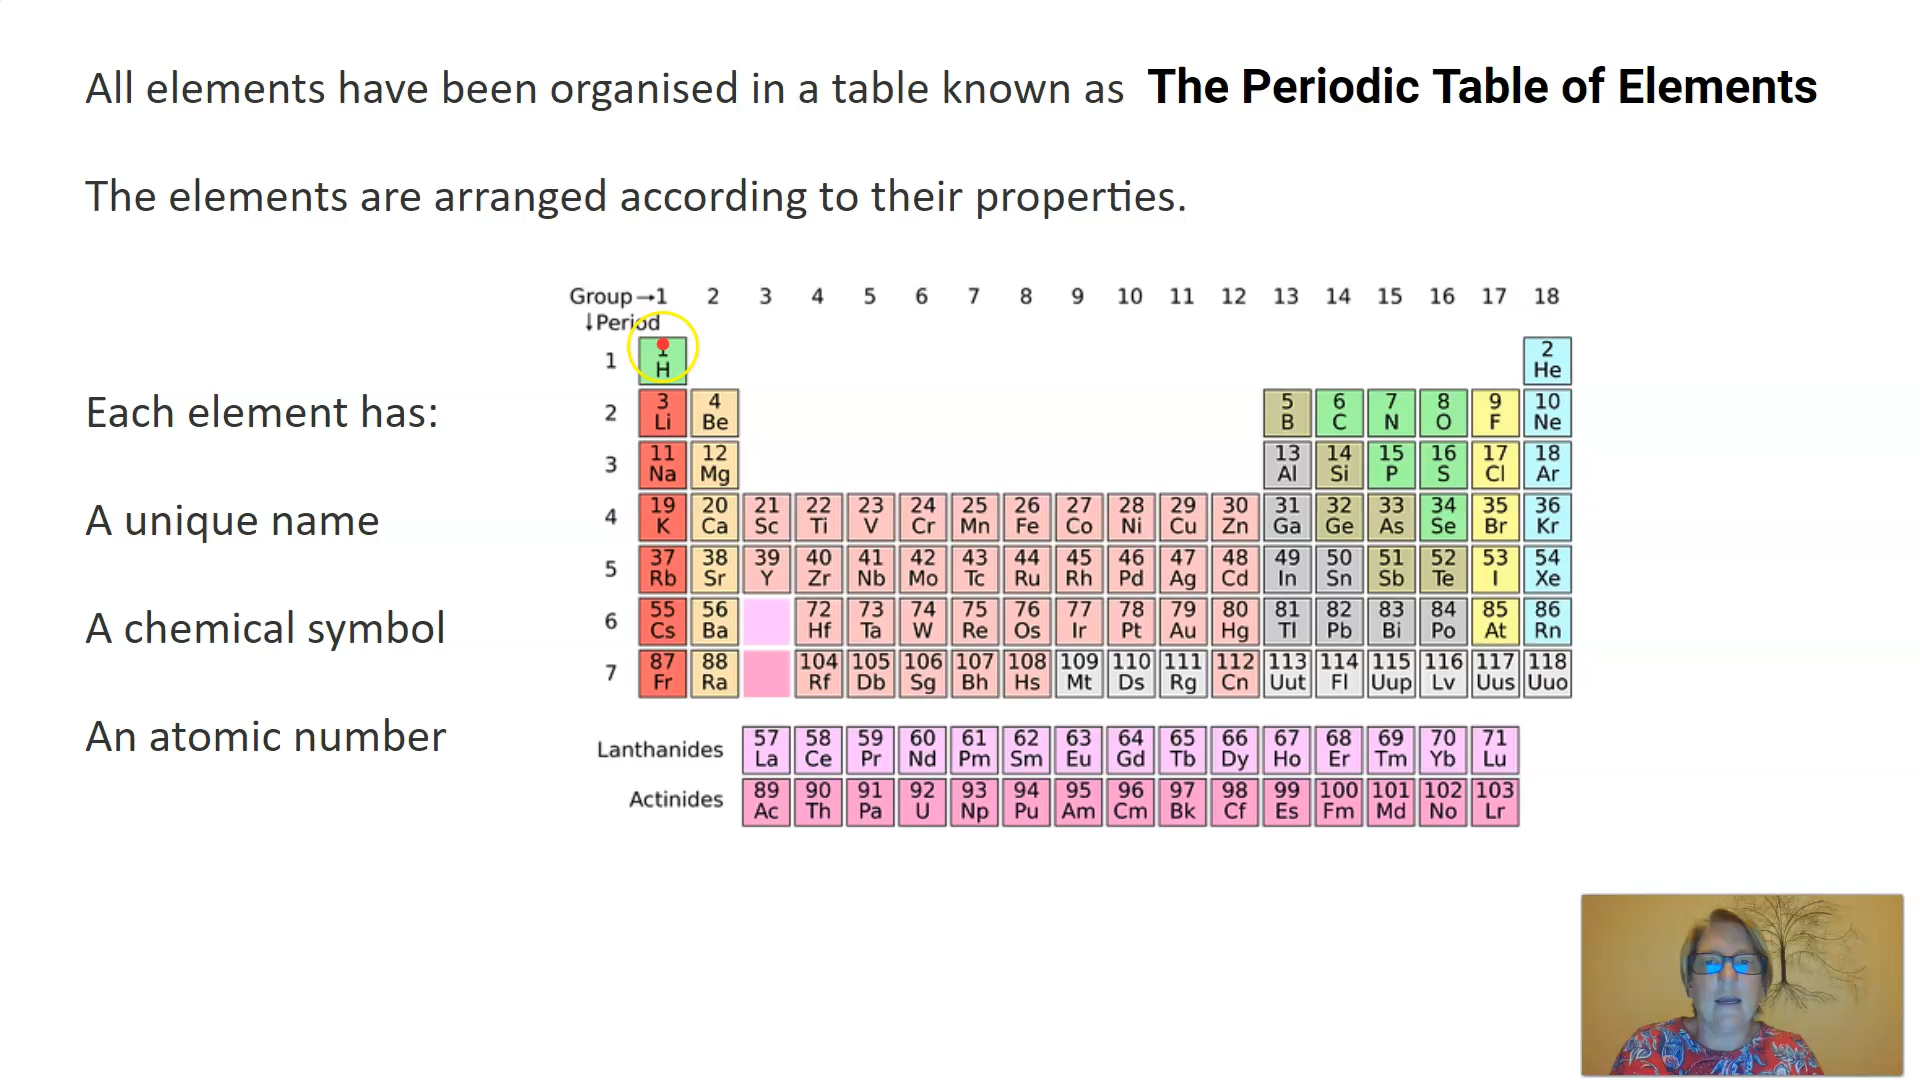 All elements have been organised in a table known as The Periodic Table of Elements
The elements are arranged according to their properties.
Each element has:
A unique name
A chemical symbol
An atomic number
Group→1 2 3 4 5 6 7 8 9 10 11 12 13 14 15 16 17 18
↓Period
1 1 2
H He
2 3 4 5 6 7 8 9 10
Li Be B C N O F Ne
3 11 12 13 14 15 16 17 18
Na Mg Al Si P S Cl Ar
4 19 20 21 22 23 24 25 26 27 28 29 30 31 32 33 34 35 36
K Ca Sc Ti V Cr Mn Fe Co Ni Cu Zn Ga Ge As Se Br Kr
5 37 38 39 40 41 42 43 44 45 46 47 48 49 50 51 52 53 54
Rb Sr Y Zr Nb Mo Tc Ru Rh Pd Ag Cd In Sn Sb Te I Xe
6 55 56 72 73 74 75 76 77 78 79 80 81 82 83 84 85 86
Cs Ba Hf Ta W Re Os Ir Pt Au Hg Tl Pb Bi Po At Rn
7 87 88 104 105 106 107 108 109 110 111 112 113 114 115 116 117 118
Fr Ra Rf Db Sg Bh Hs Mt Ds Rg Cn Uut Fl Uup Lv Uus Uuo
Lanthanides 57 58 59 60 61 62 63 64 65 66 67 68 69 70 71
La Ce Pr Nd Pm Sm Eu Gd Tb Dy Ho Er Tm Yb Lu
Actinides 89 90 91 92 93 94 95 96 97 98 99 100 101 102 103
Ac Th Pa U Np Pu Am Cm Bk Cf Es Fm Md No Lr